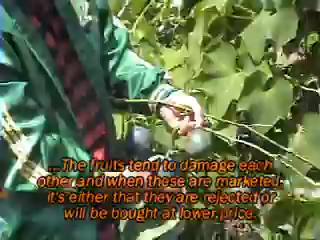 ...The fruits tend to damage each
other and when these are marketed,
it's either that they are rejected or
will be bought at lower price.